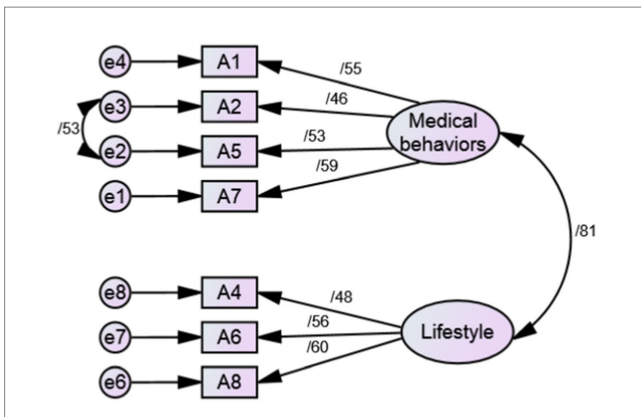 e4 A1 /55
e3 A2 /46
Medical
behaviors
/53
e2 A5 /53
e1 A7 /59
/81
e8 A4 /48
e7 A6 /56
Lifestyle
e6 A8 /60